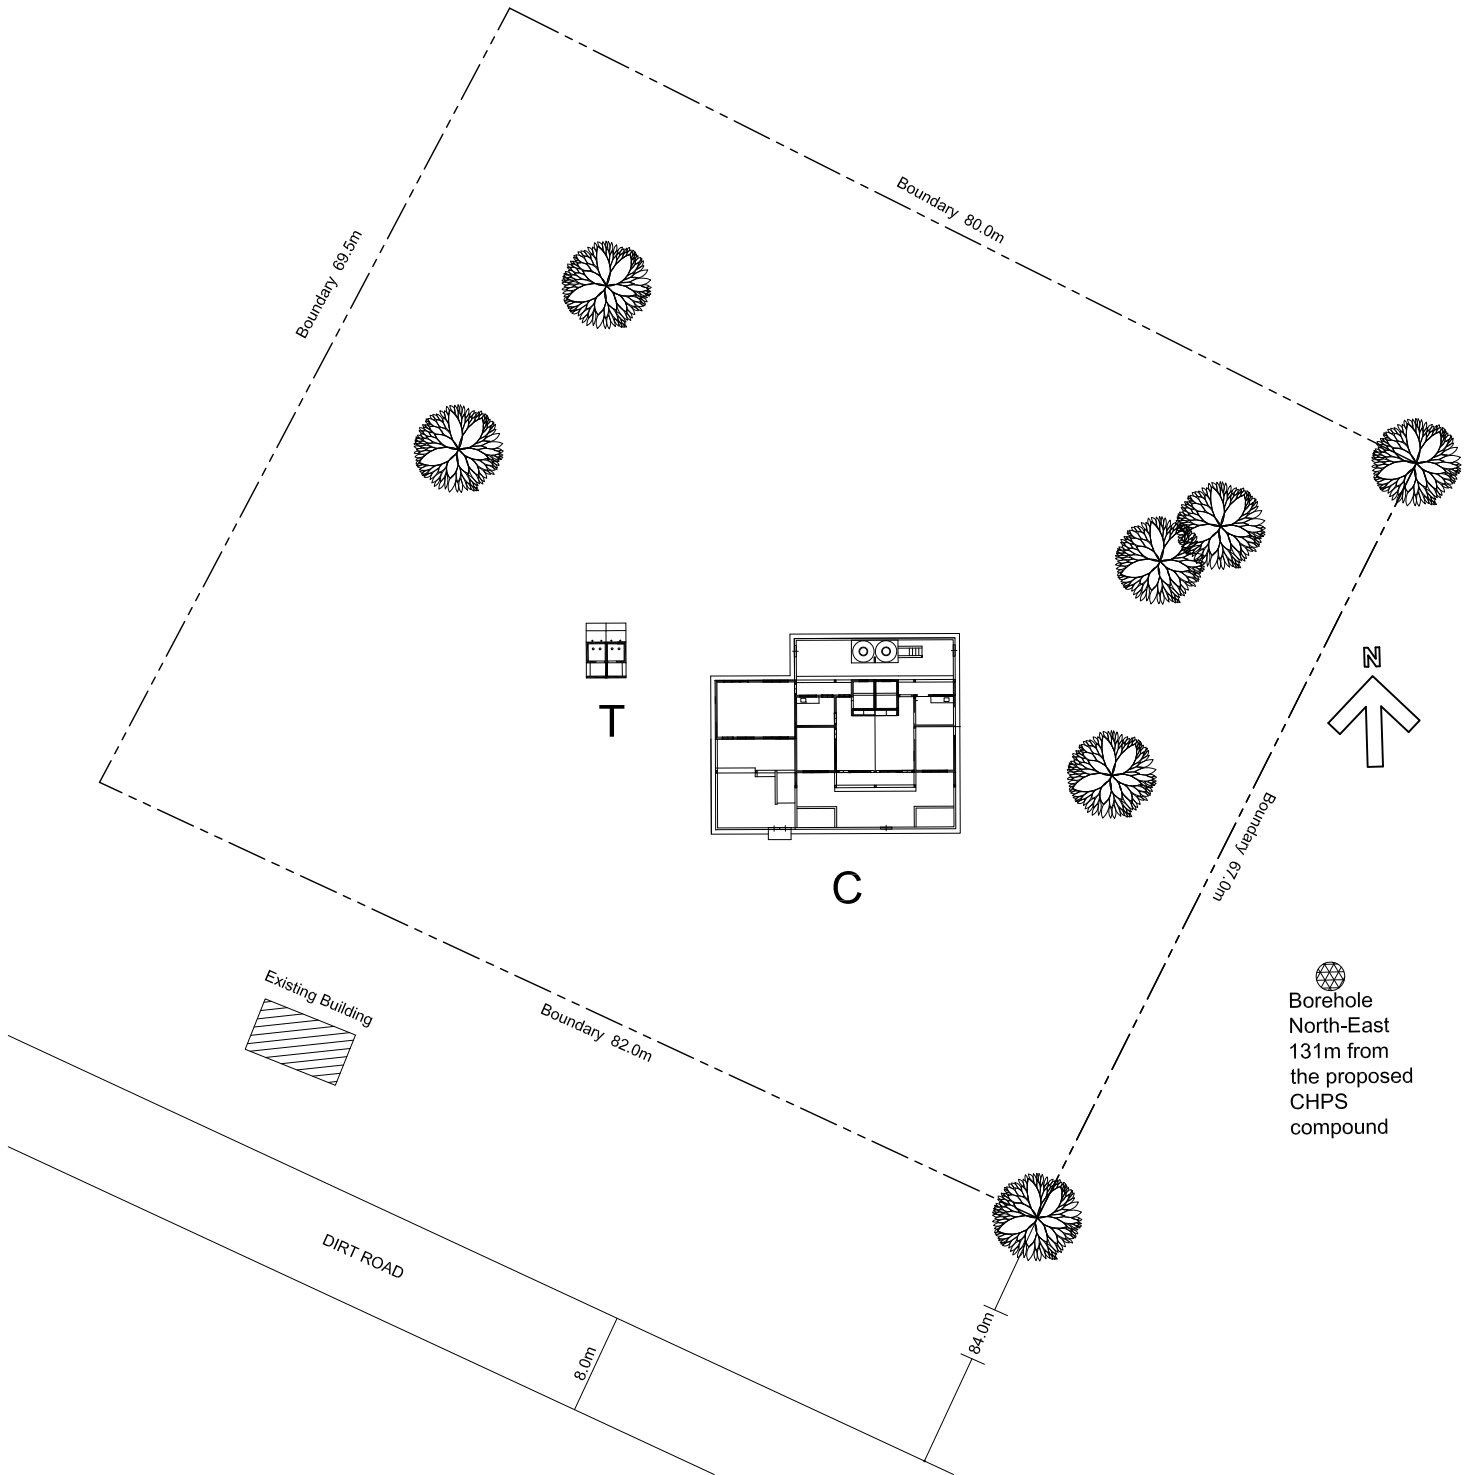 Boundary 80.0m
Boundary 69.5m
N
T
Boundary 67.0m
C
Existing Building
Boundary 82.0m
Borehole
North-East
131m from
the proposed
CHPS
compound
DIRT ROAD
84.0m
8.0m